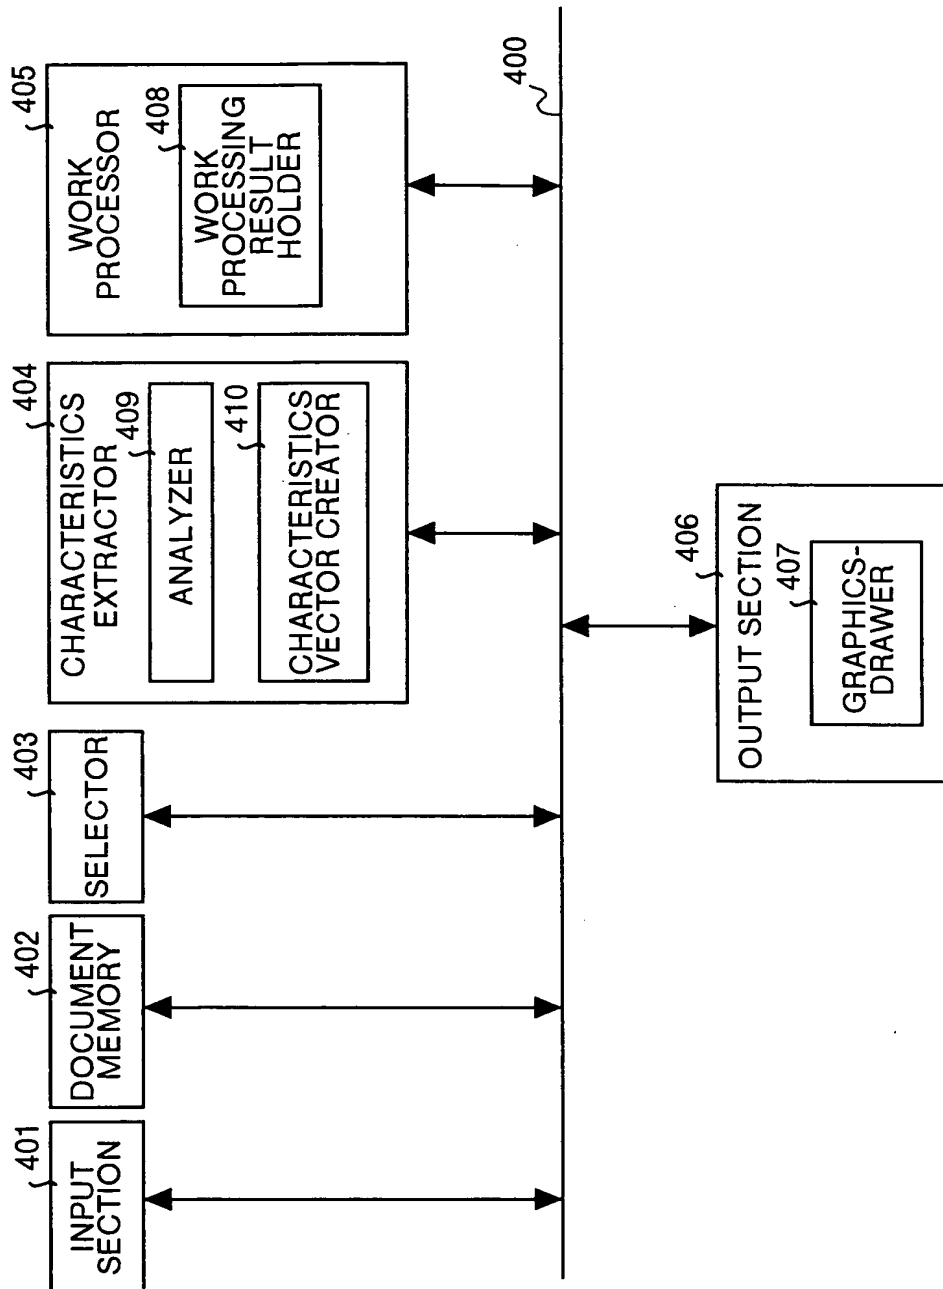 401
INPUT
SECTION
402
DOCUMENT
MEMORY
403
SELECTOR
404
CHARACTERISTICS
EXTRACTOR
409
ANALYZER
410
CHARACTERISTICS
VECTOR CREATOR
405
WORK
PROCESSOR
408
WORK
PROCESSING
RESULT
HOLDER
400
406
OUTPUT SECTION
407
GRAPHICS-
DRAWER